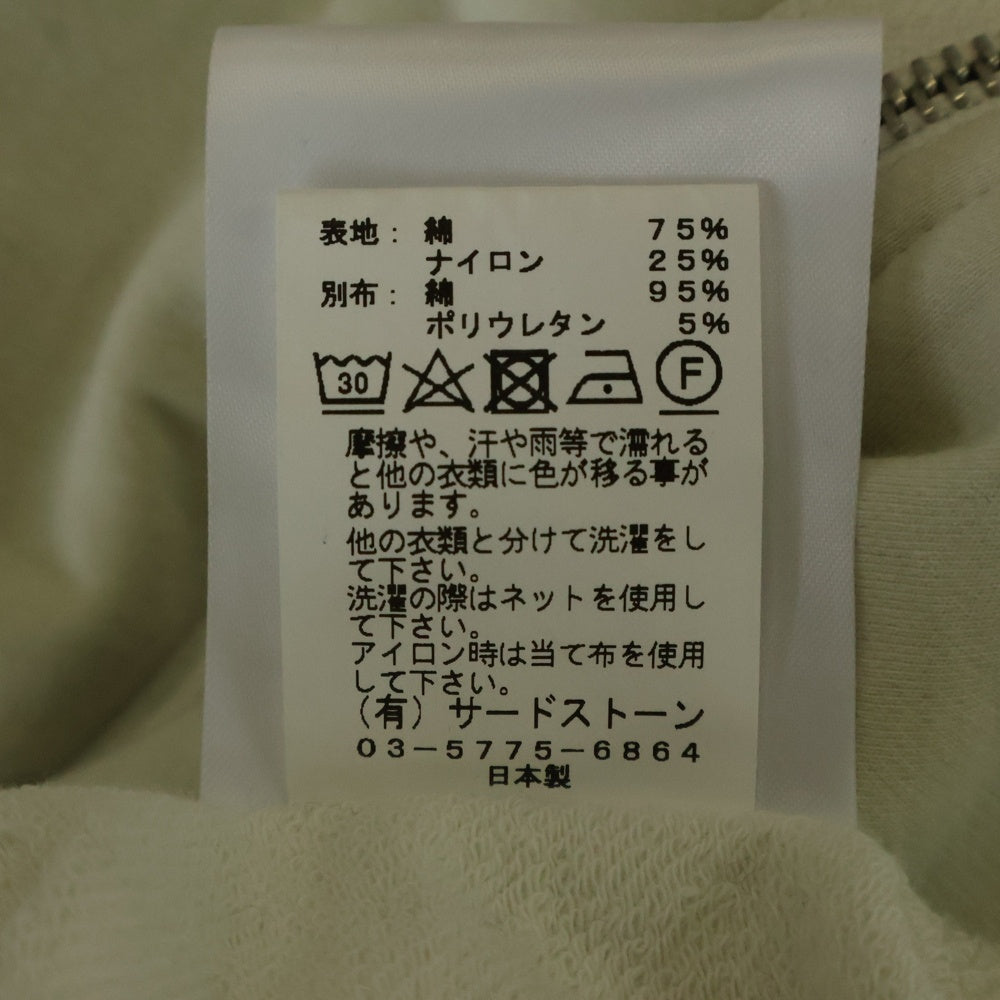 表地： 綿 ７５％
ナイロン ２５％
別布： 綿 ９５％
ポリウレタン ５％
30 F
摩擦や、汗や雨等で濡れる
と他の衣類に色が移る事が
あります。
他の衣類と分けて洗濯をし
て下さい。
洗濯の際はネットを使用し
て下さい。
アイロン時は当て布を使用
して下さい。
（有）サードストーン
０３－５７７５－６８６４
日本製